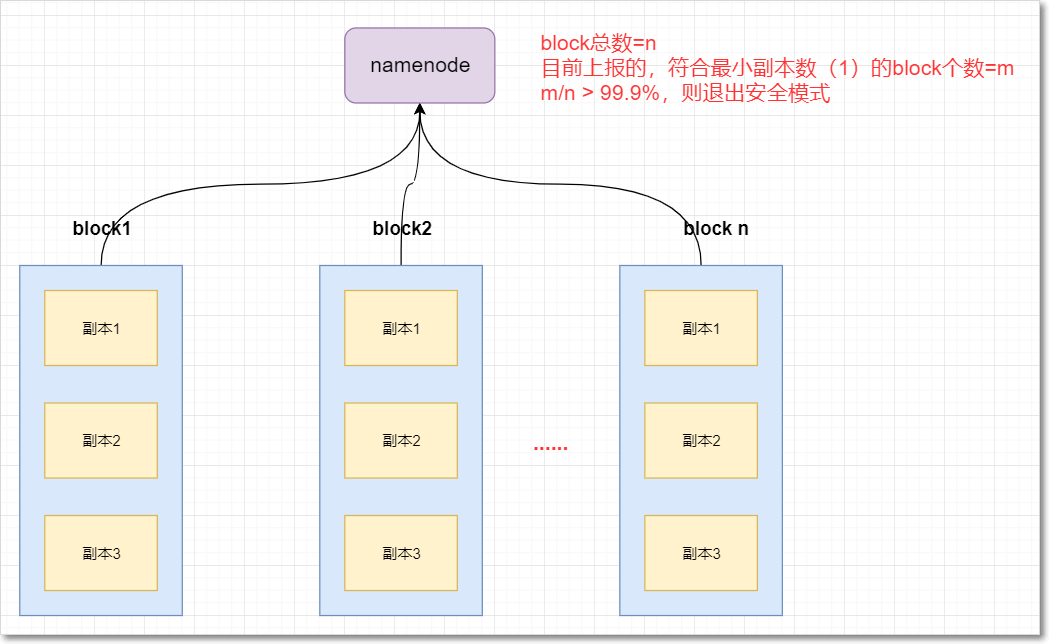 namenode
block总数=n
目前上报的，符合最小副本数（1）的block个数=m
m/n > 99.9%，则退出安全模式
block1
block2
block n
副本1
副本1
副本1
副本2
副本2
......
副本2
副本3
副本3
副本3